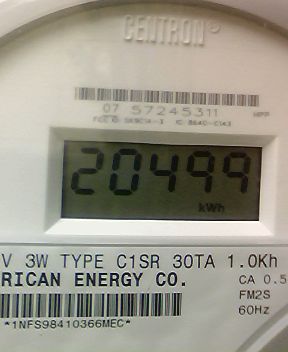 CENTRON®
07 57245311
20499
kWh
V 3W TYPE C1SR 30TA 1.0Kh
RICAN ENERGY CO.
CA 0.5
FM2S
60Hz
*1NFS98410366MEC*